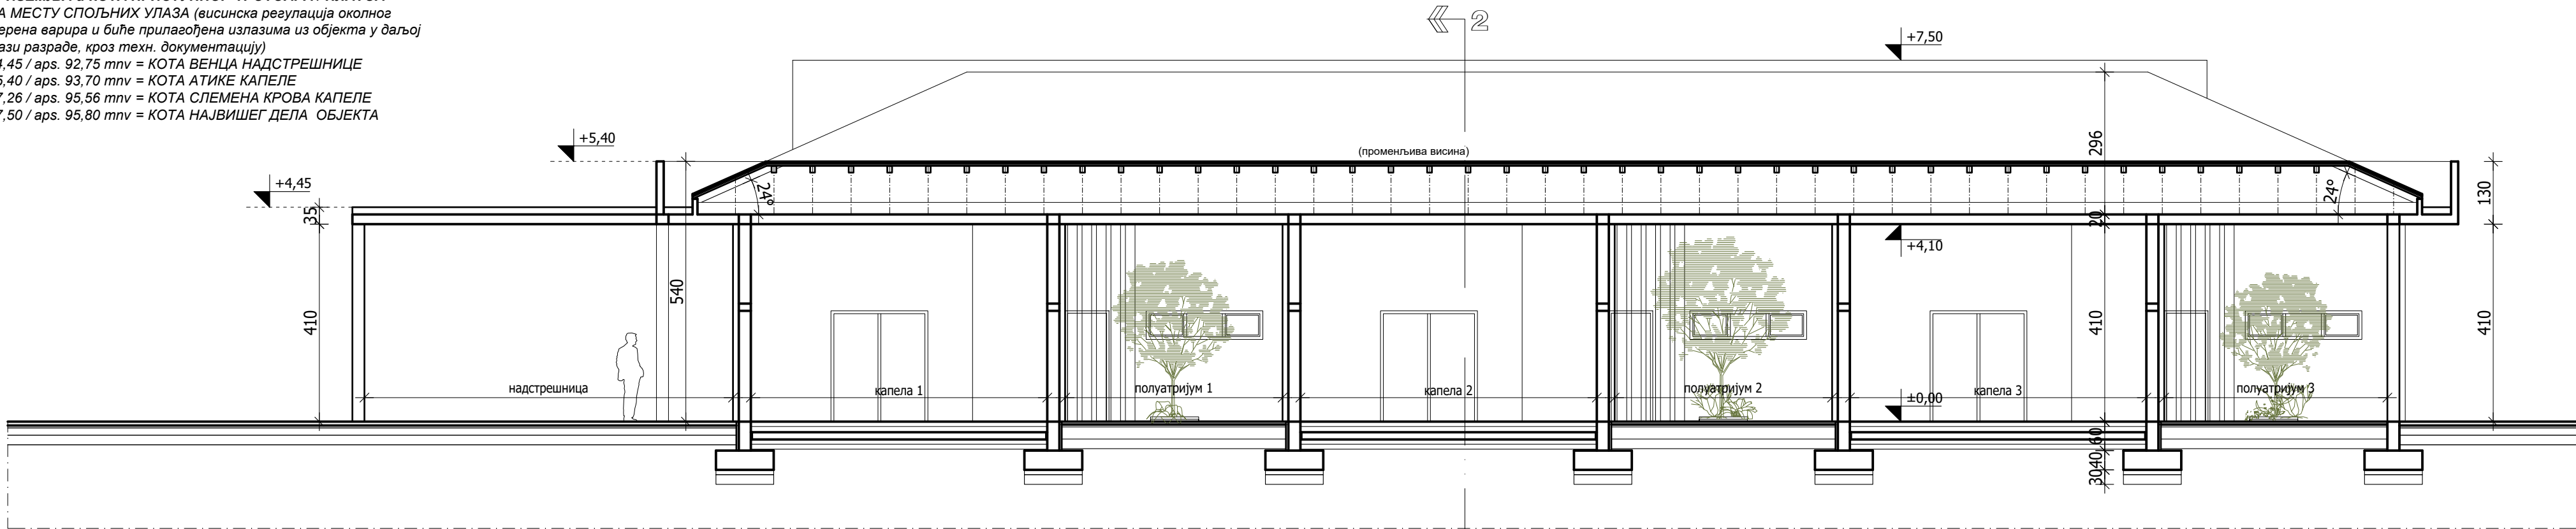 А МЕСТУ СПОЉНИХ УЛАЗА (висинска регулација околног
ерена варира и биће прилагођена излазима из објекта у даљој
ази разраде, кроз техн. документацију)
4,45 / aps. 92,75 mnv = КОТА ВЕНЦА НАДСТРЕШНИЦЕ
5,40 / aps. 93,70 mnv = КОТА АТИКЕ КАПЕЛЕ
7,26 / aps. 95,56 mnv = КОТА СЛЕМЕНА КРОВА КАПЕЛЕ
7,50 / aps. 95,80 mnv = КОТА НАЈВИШЕГ ДЕЛА ОБЈЕКТА
2
+7,50
+5,40
(променљива висина)
296
+4,45
24°
24°
130
35
20
+4,10
540
410
410
410
надстрешница
капела 1
полуатријум 1
капела 2
полуатријум 2
капела 3
полуатријум 3
±0,00
60
40
30